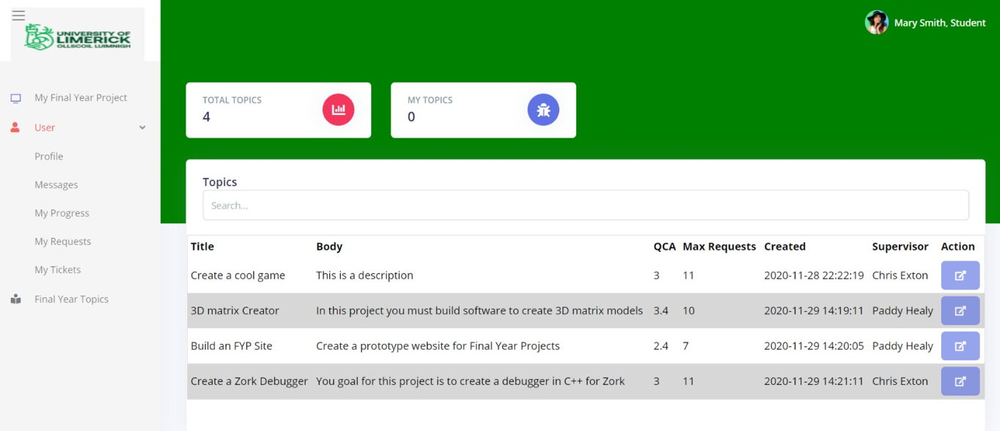 UNIVERSITY OF
LIMERICK
OLLSCOIL LUIMNIGH
Mary Smith, Student
My Final Year Project
User
Profile
Messages
My Progress
My Requests
My Tickets
Final Year Topics
TOTAL TOPICS
4
MY TOPICS
0
Topics
Search...
Title Body QCA Max Requests Created Supervisor Action
Create a cool game This is a description 3 11 2020-11-28 22:22:19 Chris Exton
3D matrix Creator In this project you must build software to create 3D matrix models 3.4 10 2020-11-29 14:19:11 Paddy Healy
Build an FYP Site Create a prototype website for Final Year Projects 2.4 7 2020-11-29 14:20:05 Paddy Healy
Create a Zork Debugger You goal for this project is to create a debugger in C++ for Zork 3 11 2020-11-29 14:21:11 Chris Exton